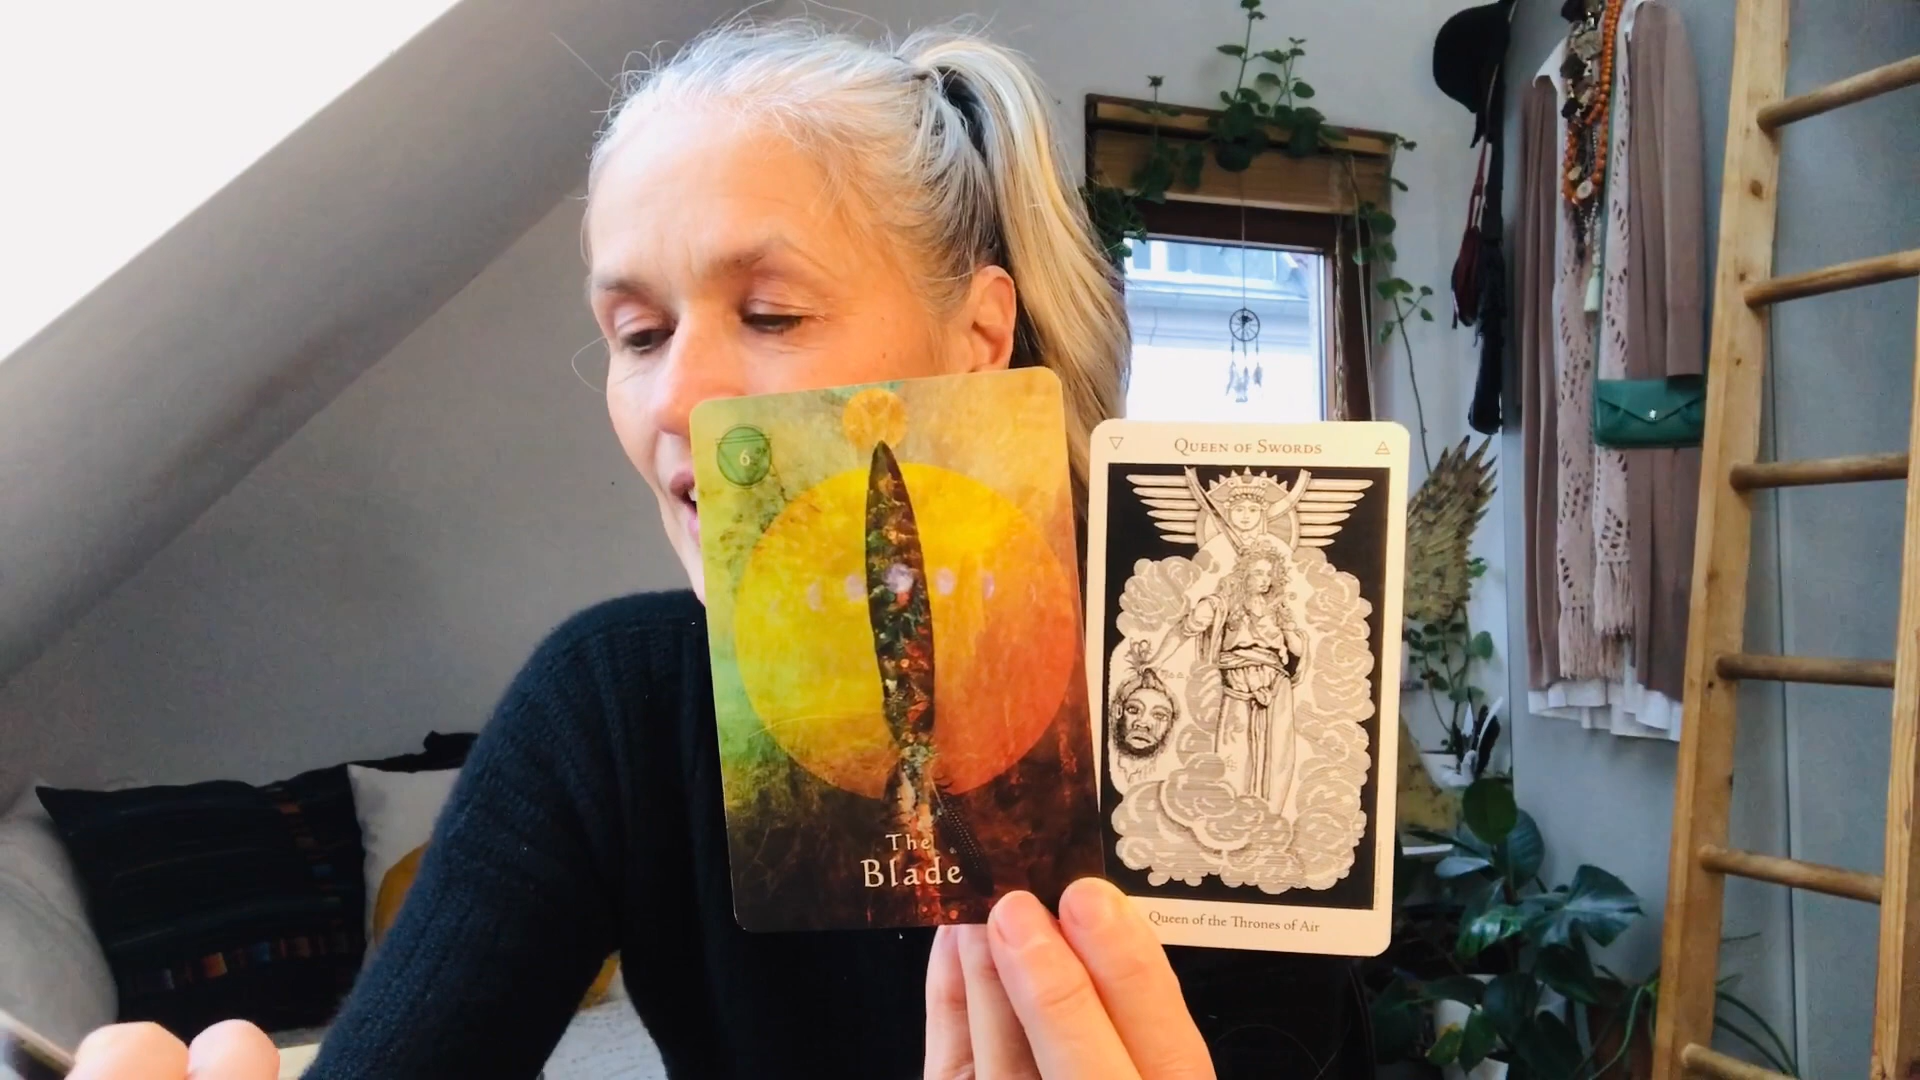 6
The
Blade
Queen of Swords
Queen of the Thrones of Air